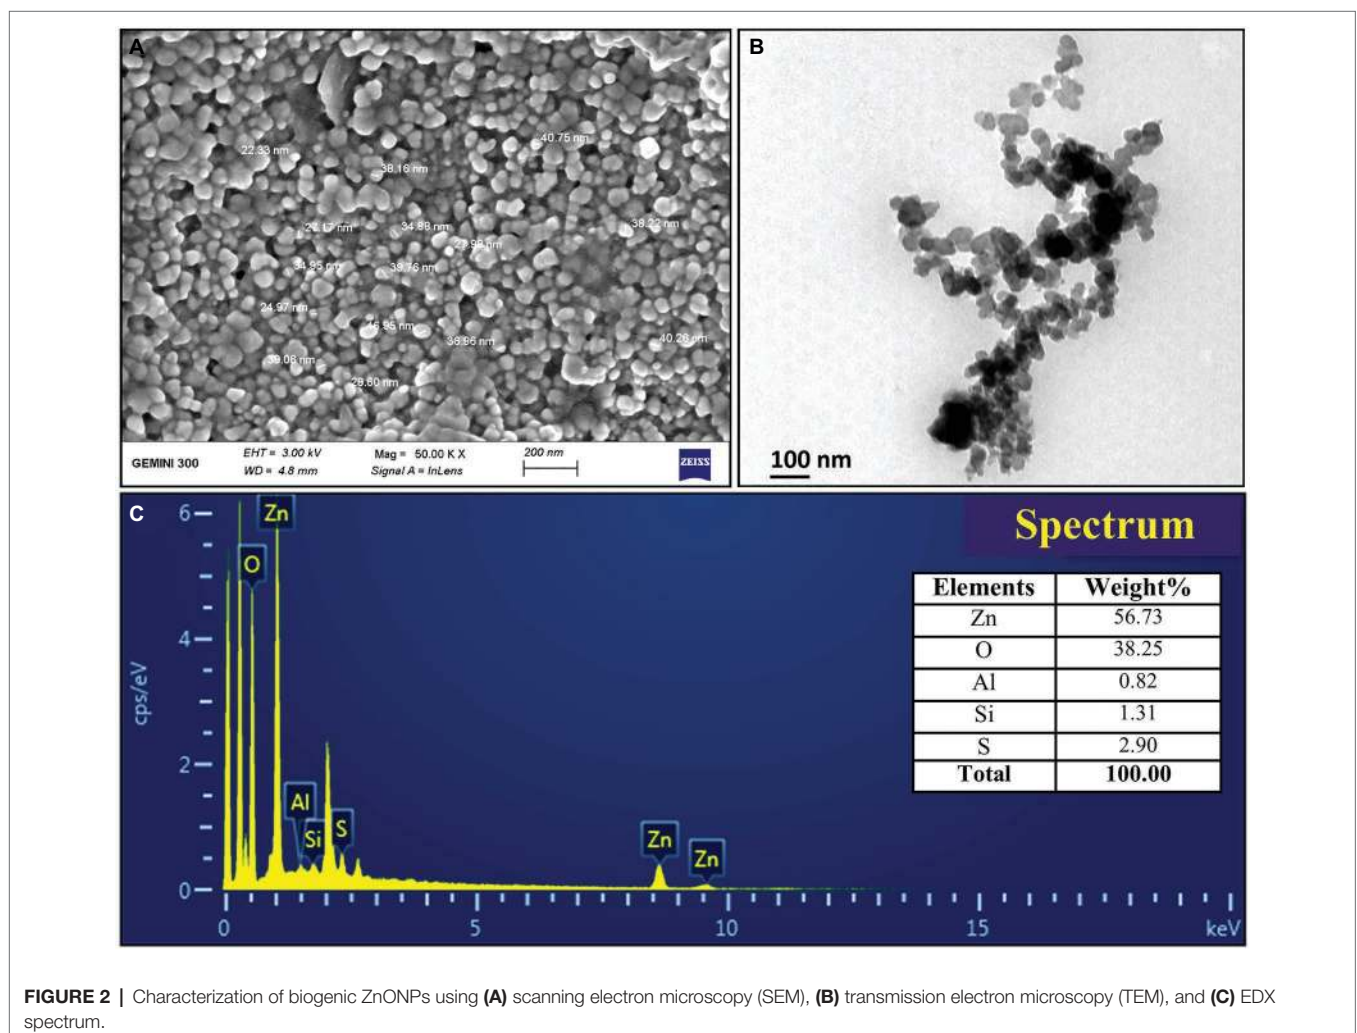 A
22.33 nm
38.16 nm
40.75 nm
34.88 nm
27.98 nm
38.22 nm
34.95 nm
39.76 nm
24.97 nm
38.96 nm
40.26 nm
39.08 nm
28.60 nm
GEMINI 300
EHT = 3.00 kV
WD = 4.8 mm
Mag = 50.00 K X
Signal A = InLens
200 nm
ZEISS
B
100 nm
C
Spectrum
Elements Weight%
Zn 56.73
O 38.25
Al 0.82
Si 1.31
S 2.90
Total 100.00
cps/eV
6
4
2
0
O
Zn
Al
Si
S
Zn
Zn
0 5 10 15 keV
FIGURE 2 | Characterization of biogenic ZnONPs using (A) scanning electron microscopy (SEM), (B) transmission electron microscopy (TEM), and (C) EDX
spectrum.